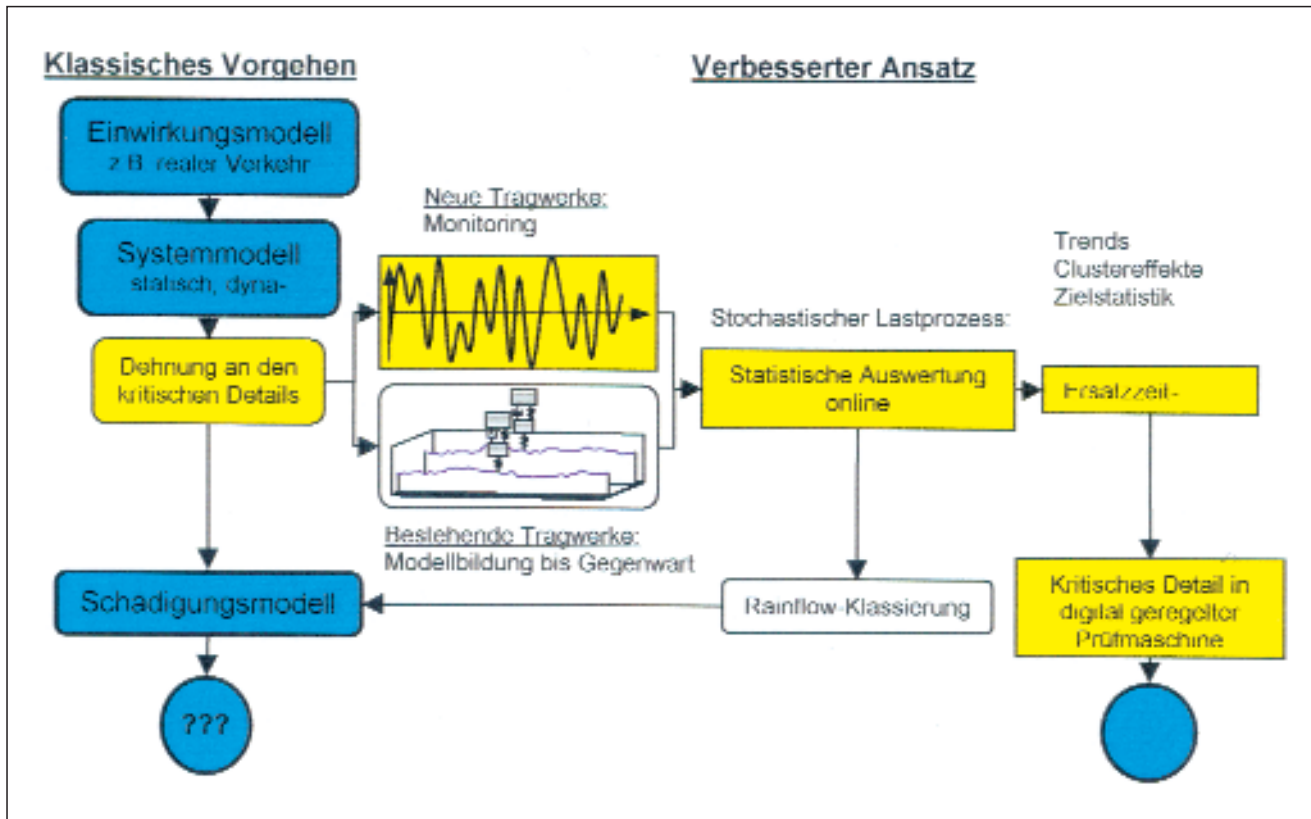 Klassisches Vorgehen
Verbesserter Ansatz
Einwirkungsmodell
z.B. realer Verkehr
Systemmodell
statisch, dyna-
Dehnung an den
kritischen Details
Neue Tragwerke:
Monitoring
Bestehende Tragwerke:
Modellbildung bis Gegenwart
Stochastischer Lastprozess:
Statistische Auswertung
online
Trends
Clustereffekte
Zielstatistik
Ersatzzeit-
Rainflow-Klassierung
Kritisches Detail in
digital geregelter
Prüfmaschine
Schädigungsmodell
???